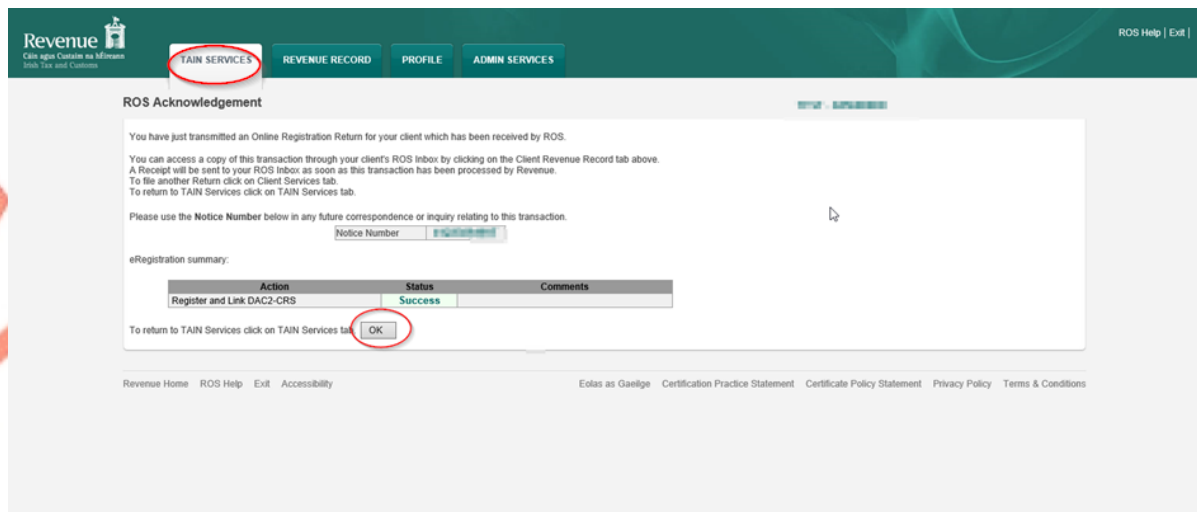 ROS Help | Exit |
Revenue
Cáin agus Custaim na hÉireann
Irish Tax and Customs
TAIN SERVICES
REVENUE RECORD
PROFILE
ADMIN SERVICES
ROS Acknowledgement
You have just transmitted an Online Registration Return for your client which has been received by ROS.
You can access a copy of this transaction through your client's ROS Inbox by clicking on the Client Revenue Record tab above.
A Receipt will be sent to your ROS Inbox as soon as this transaction has been processed by Revenue.
To file another Return click on Client Services tab.
To return to TAIN Services click on TAIN Services tab.
Please use the Notice Number below in any future correspondence or inquiry relating to this transaction.
Notice Number
eRegistration summary:
Action Status Comments
Register and Link DAC2-CRS Success
To return to TAIN Services click on TAIN Services tab OK
Revenue Home ROS Help Exit Accessibility Eolas as Gaeilge Certification Practice Statement Certificate Policy Statement Privacy Policy Terms & Conditions